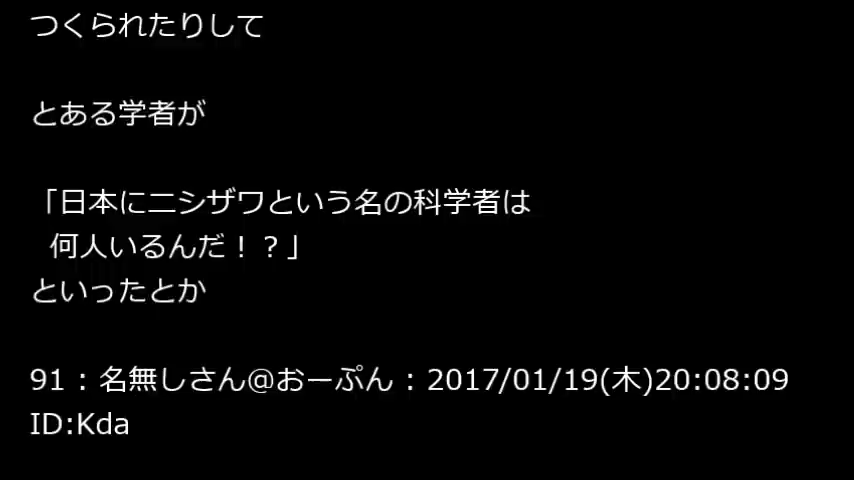 つくられたりして
とある学者が
「日本にニシザワという名の科学者は
何人いるんだ！？」
といったとか
91 : 名無しさん@おーぷん : 2017/01/19(木)20:08:09
ID:Kda